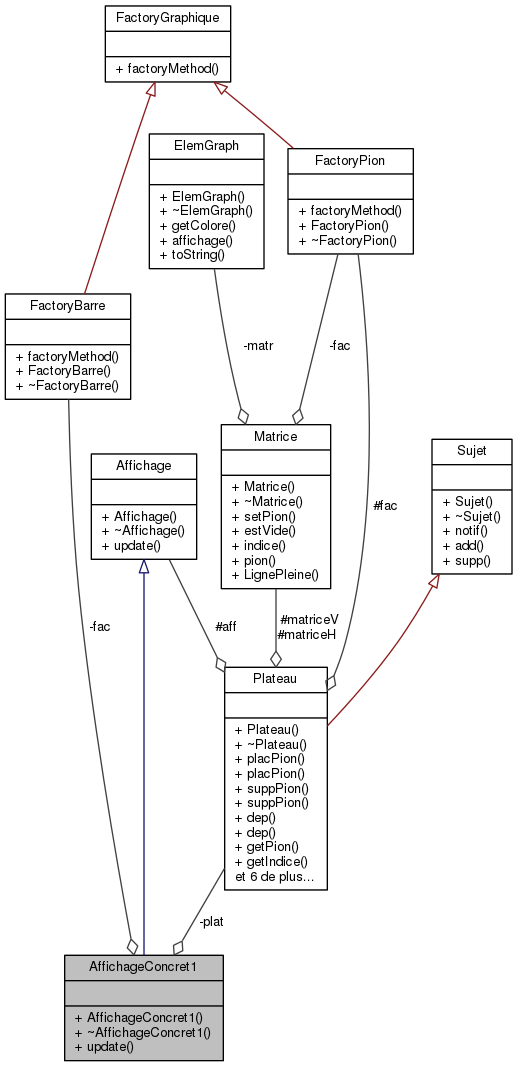 FactoryGraphique
+ factoryMethod()
ElemGraph
+ ElemGraph()
+ ~ElemGraph()
+ getColore()
+ affichage()
+ toString()
FactoryPion
+ factoryMethod()
+ FactoryPion()
+ ~FactoryPion()
FactoryBarre
+ factoryMethod()
+ FactoryBarre()
+ ~FactoryBarre()
-matr
-fac
Matrice
+ Matrice()
+ ~Matrice()
+ setPion()
+ estVide()
+ indice()
+ pion()
+ LignePleine()
Sujet
+ Sujet()
+ ~Sujet()
+ notif()
+ add()
+ supp()
Affichage
+ Affichage()
+ ~Affichage()
+ update()
#fac
-fac
#aff
#matriceV
#matriceH
Plateau
+ Plateau()
+ ~Plateau()
+ placPion()
+ placPion()
+ suppPion()
+ suppPion()
+ dep()
+ dep()
+ getPion()
+ getIndice()
et 6 de plus...
-plat
AffichageConcret1
+ AffichageConcret1()
+ ~AffichageConcret1()
+ update()